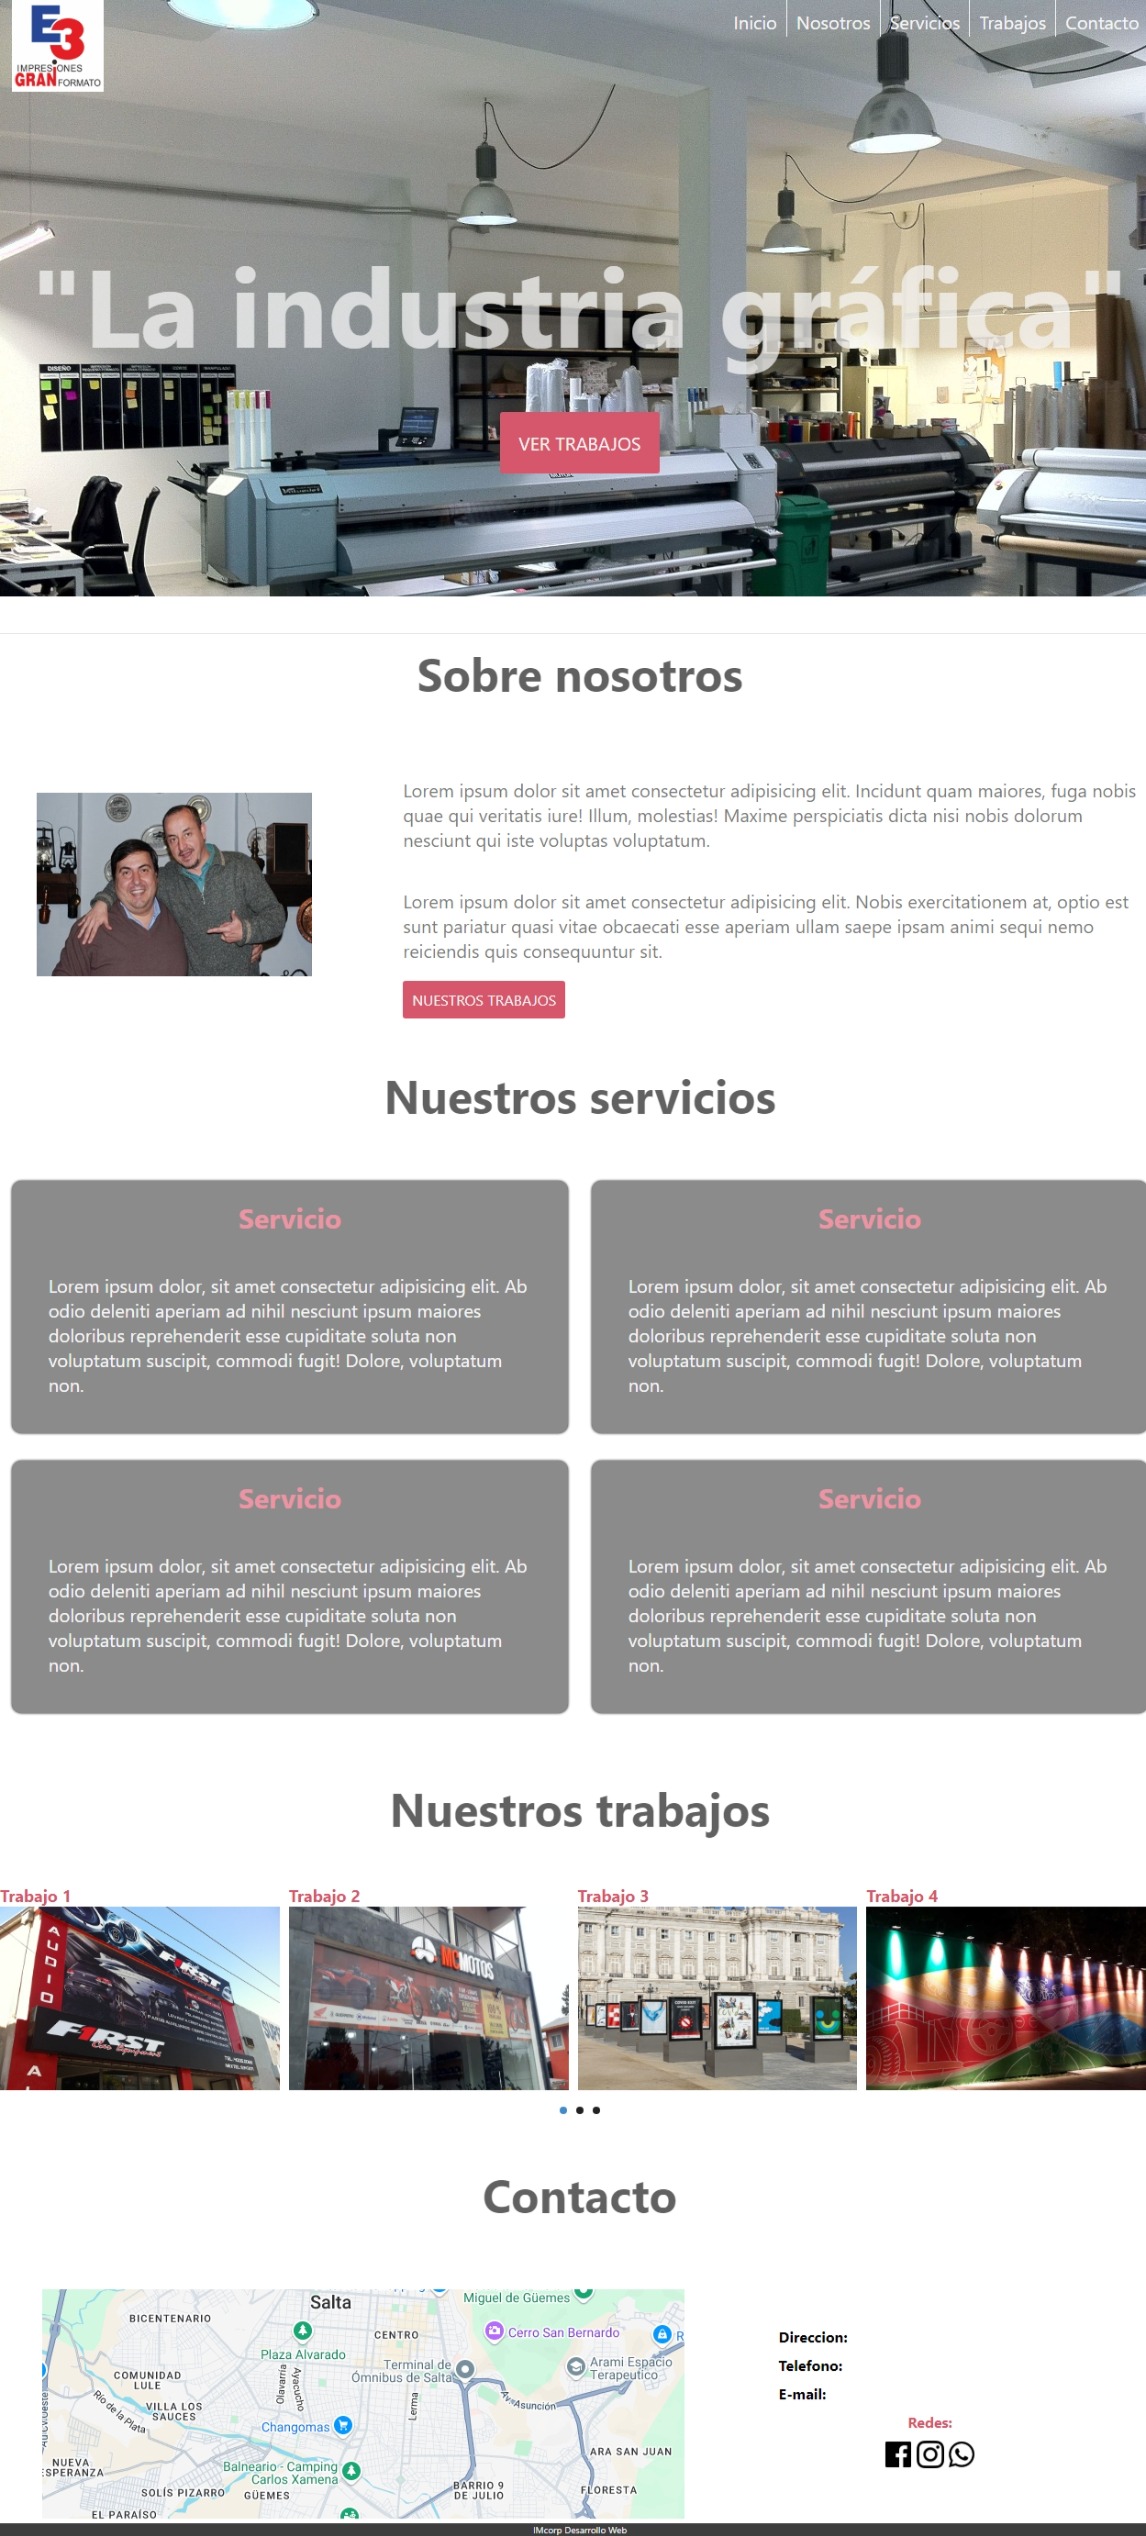 E3
IMPRESIONES
GRAN FORMATO
Inicio
Nosotros
Servicios
Trabajos
Contacto
"La industria gráfica"
DISEÑO
VER TRABAJOS
Sobre nosotros
Lorem ipsum dolor sit amet consectetur adipisicing elit. Incidunt quam maiores, fuga nobis
quae qui veritatis iure! Illum, molestias! Maxime perspiciatis dicta nisi nobis dolorum
nesciunt qui iste voluptas voluptatum.
Lorem ipsum dolor sit amet consectetur adipisicing elit. Nobis exercitationem at, optio est
sunt pariatur quasi vitae obcaecati esse aperiam ullam saepe ipsam animi sequi nemo
reiciendis quis consequuntur sit.
NUESTROS TRABAJOS
Nuestros servicios
Servicio
Lorem ipsum dolor, sit amet consectetur adipisicing elit. Ab
odio deleniti aperiam ad nihil nesciunt ipsum maiores
doloribus reprehenderit esse cupiditate soluta non
voluptatum suscipit, commodi fugit! Dolore, voluptatum
non.
Servicio
Lorem ipsum dolor, sit amet consectetur adipisicing elit. Ab
odio deleniti aperiam ad nihil nesciunt ipsum maiores
doloribus reprehenderit esse cupiditate soluta non
voluptatum suscipit, commodi fugit! Dolore, voluptatum
non.
Servicio
Lorem ipsum dolor, sit amet consectetur adipisicing elit. Ab
odio deleniti aperiam ad nihil nesciunt ipsum maiores
doloribus reprehenderit esse cupiditate soluta non
voluptatum suscipit, commodi fugit! Dolore, voluptatum
non.
Servicio
Lorem ipsum dolor, sit amet consectetur adipisicing elit. Ab
odio deleniti aperiam ad nihil nesciunt ipsum maiores
doloribus reprehenderit esse cupiditate soluta non
voluptatum suscipit, commodi fugit! Dolore, voluptatum
non.
Nuestros trabajos
Trabajo 1
AUDIO
F1RST
F1RST
Trabajo 2
MCMOTOS
Trabajo 3
Trabajo 4
Contacto
Salta
Miguel de Güemes
BICENTENARIO
CENTRO
Cerro San Bernardo
Plaza Alvarado
Terminal de
Ómnibus de Salta
Arami Espacio
Terapeutico
COMUNIDAD
LULE
Olavarría
Ayacucho
Río de la Plata
VILLA LOS
SAUCES
Lerma
Av. Asunción
Changomas
NUEVA
ESPERANZA
Balneario - Camping
Carlos Xamena
ARA SAN JUAN
SOLÍS PIZARRO
GÜEMES
BARRIO 9
DE JULIO
FLORESTA
EL PARAÍSO
Direccion:
Telefono:
E-mail:
Redes:
IMcorp Desarrollo Web